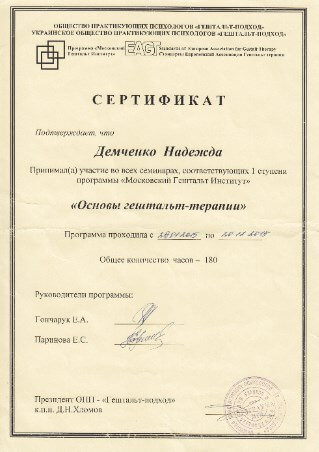 ОБЩЕСТВО ПРАКТИКУЮЩИХ ПСИХОЛОГОВ «ГЕШТАЛЬТ-ПОДХОД»
УКРАИНСКОЕ ОБЩЕСТВО ПРАКТИКУЮЩИХ ПСИХОЛОГОВ «ГЕШТАЛЬТ-ПОДХОД»
Программа «Московский
Гештальт Институт»
EAGT
Standards of European Association for Gestalt Therapy
Стандарты Европейской Ассоциации Гештальт-терапии
СЕРТИФИКАТ
Подтверждает, что
Демченко Надежда
Принимал(а) участие во всех семинарах, соответствующих 1 ступени
программы «Московский Гештальт Институт»
«Основы гештальт-терапии»
Программа проходила с по
Общее количество часов – 180
Руководители программы:
Гончарук Е.А.
Паринова Е.С.
Президент ОПП - «Гештальт-подход»
к.п.н. Д.Н.Хломов